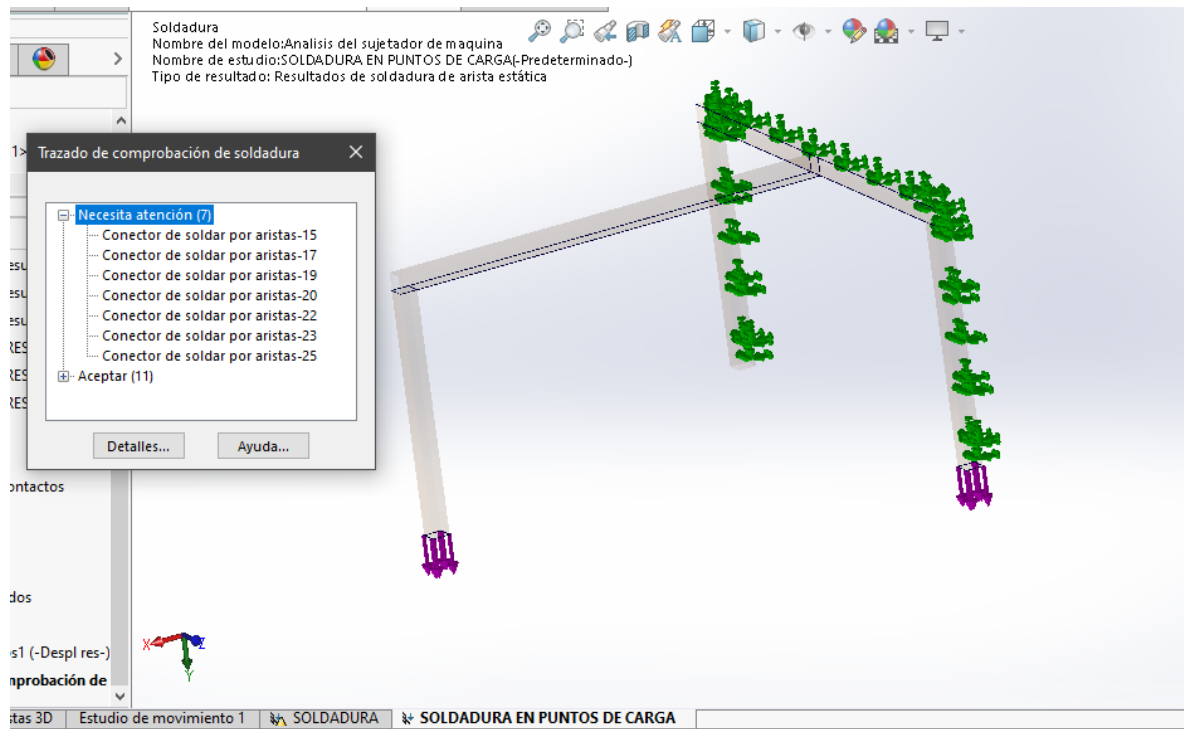 Soldadura
Nombre del modelo:Analisis del sujetador de maquina
Nombre de estudio:SOLDADURA EN PUNTOS DE CARGA(-Predeterminado-)
Tipo de resultado: Resultados de soldadura de arista estática
1>
Trazado de comprobación de soldadura
Necesita atención (7)
Conector de soldar por aristas-15
Conector de soldar por aristas-17
Conector de soldar por aristas-19
Conector de soldar por aristas-20
Conector de soldar por aristas-22
Conector de soldar por aristas-23
Conector de soldar por aristas-25
Aceptar (11)
Detalles...
Ayuda...
esu
esu
esu
RES
RES
RES
ontactos
dos
s1 (-Despl res-)
nprobación de
X
Y
Z
stas 3D
Estudio de movimiento 1
SOLDADURA
SOLDADURA EN PUNTOS DE CARGA